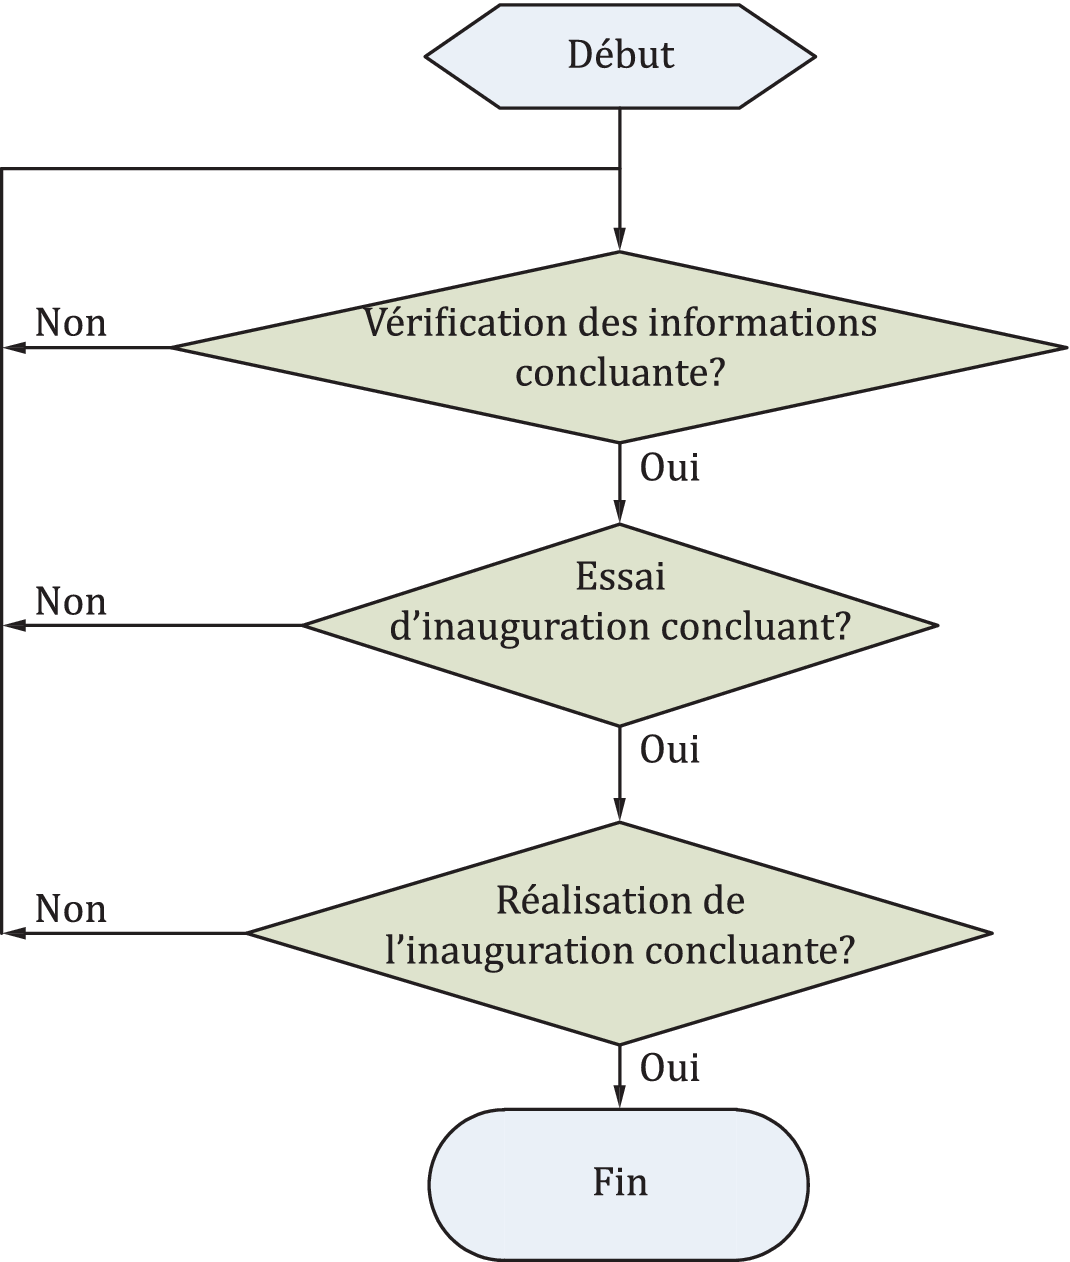 Début
Non
Vérification des informations
concluante?
Oui
Non
Essai
d’inauguration concluant?
Oui
Non
Réalisation de
l’inauguration concluante?
Oui
Fin